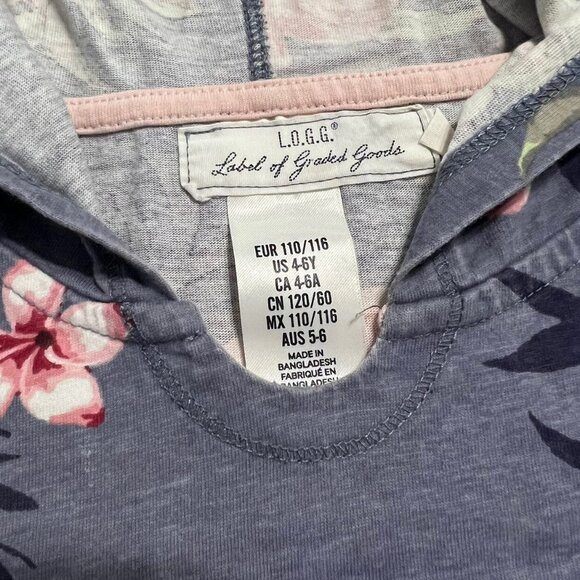 L.O.G.G.®
Label of Graded Goods
EUR 110/116
US 4-6Y
CA 4-6A
CN 120/60
MX 110/116
AUS 5-6
MADE IN
BANGLADESH
FABRIQUÉ EN
BANGLADESH